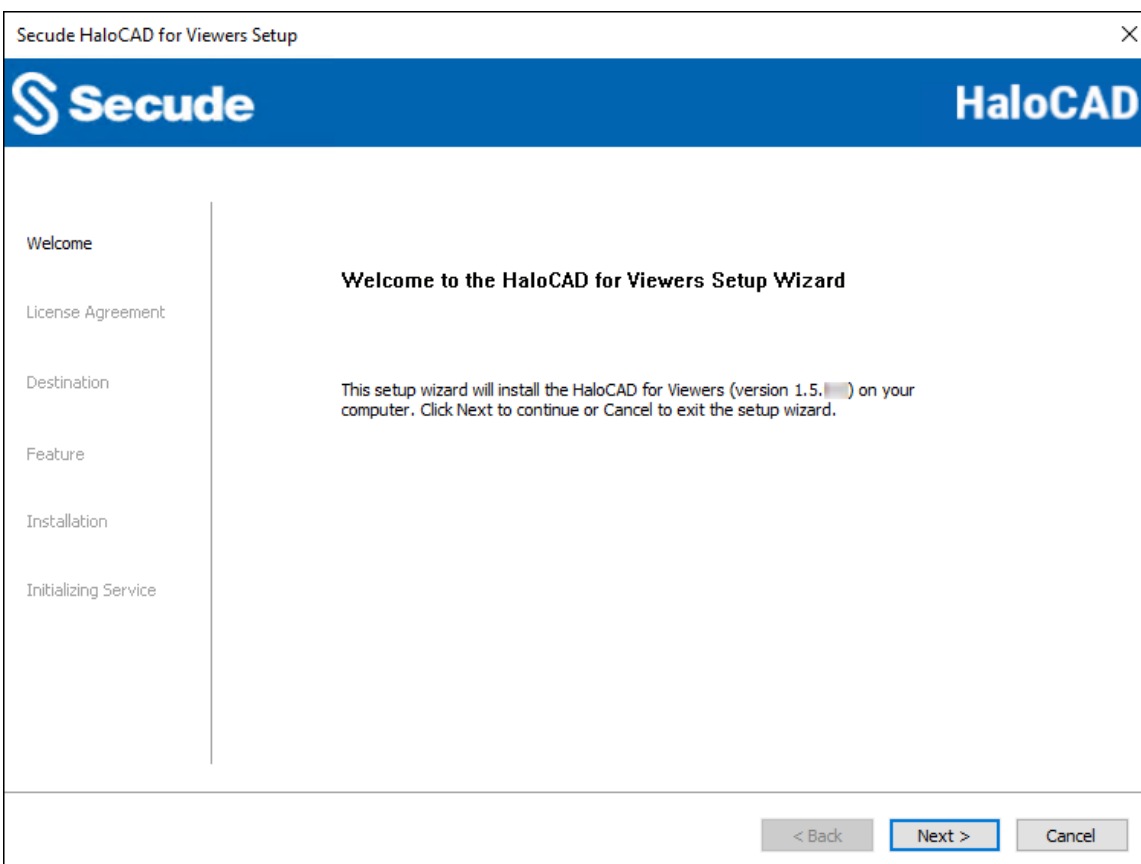 Secude HaloCAD for Viewers Setup
Secude
HaloCAD
Welcome
License Agreement
Destination
Feature
Installation
Initializing Service
Welcome to the HaloCAD for Viewers Setup Wizard
This setup wizard will install the HaloCAD for Viewers (version 1.5. ) on your
computer. Click Next to continue or Cancel to exit the setup wizard.
< Back
Next >
Cancel